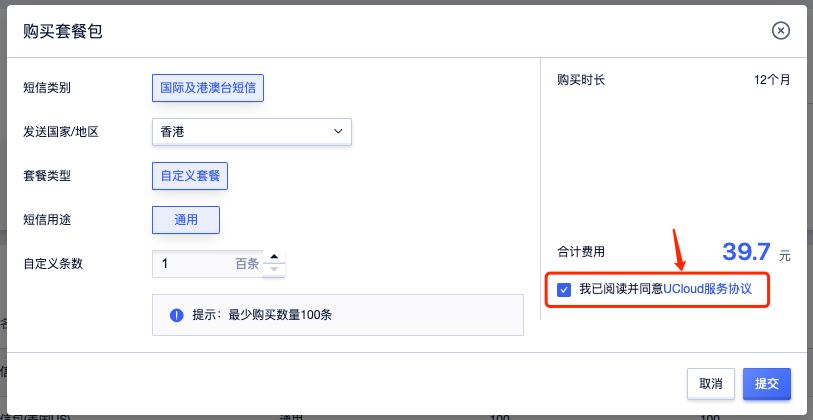 购买套餐包
短信类别 国际及港澳台短信
购买时长 12个月
发送国家/地区 香港
套餐类型 自定义套餐
短信用途 通用
合计费用 39.7 元
自定义条数 1 百条
我已阅读并同意UCloud服务协议
提示：最少购买数量100条
取消 提交